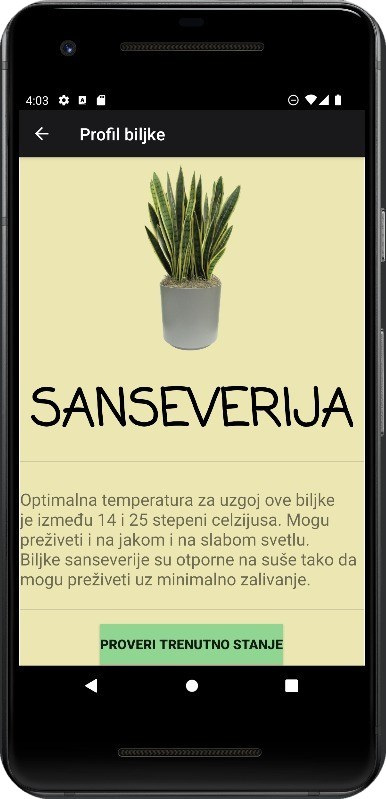 4:03
Profil biljke
SANSEVERIJA
Optimalna temperatura za uzgoj ove biljke
je između 14 i 25 stepeni celzijusa. Mogu
preživeti i na jakom i na slabom svetlu.
Biljke sanseverije su otporne na suše tako da
mogu preživeti uz minimalno zalivanje.
PROVERI TRENUTNO STANJE